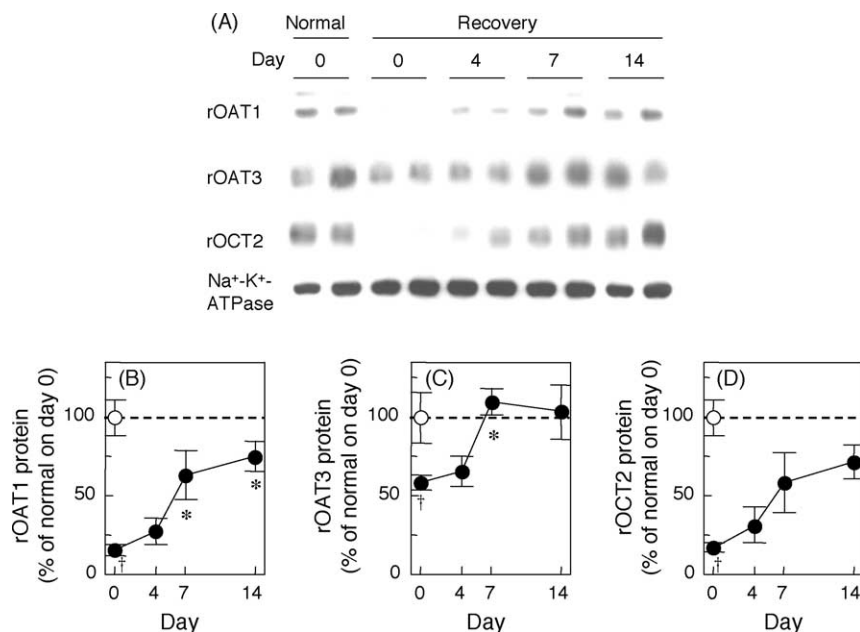 (A)
Normal Recovery
Day 0 0 4 7 14
rOAT1
rOAT3
rOCT2
Na⁺-K⁺-
ATPase
(B)
rOAT1 protein
(% of normal on day 0)
100
50
0
*
*
‡
0 4 7 14
Day
(C)
rOAT3 protein
(% of normal on day 0)
100
50
0
*
†
0 4 7 14
Day
(D)
rOCT2 protein
(% of normal on day 0)
100
50
0
†
0 4 7 14
Day